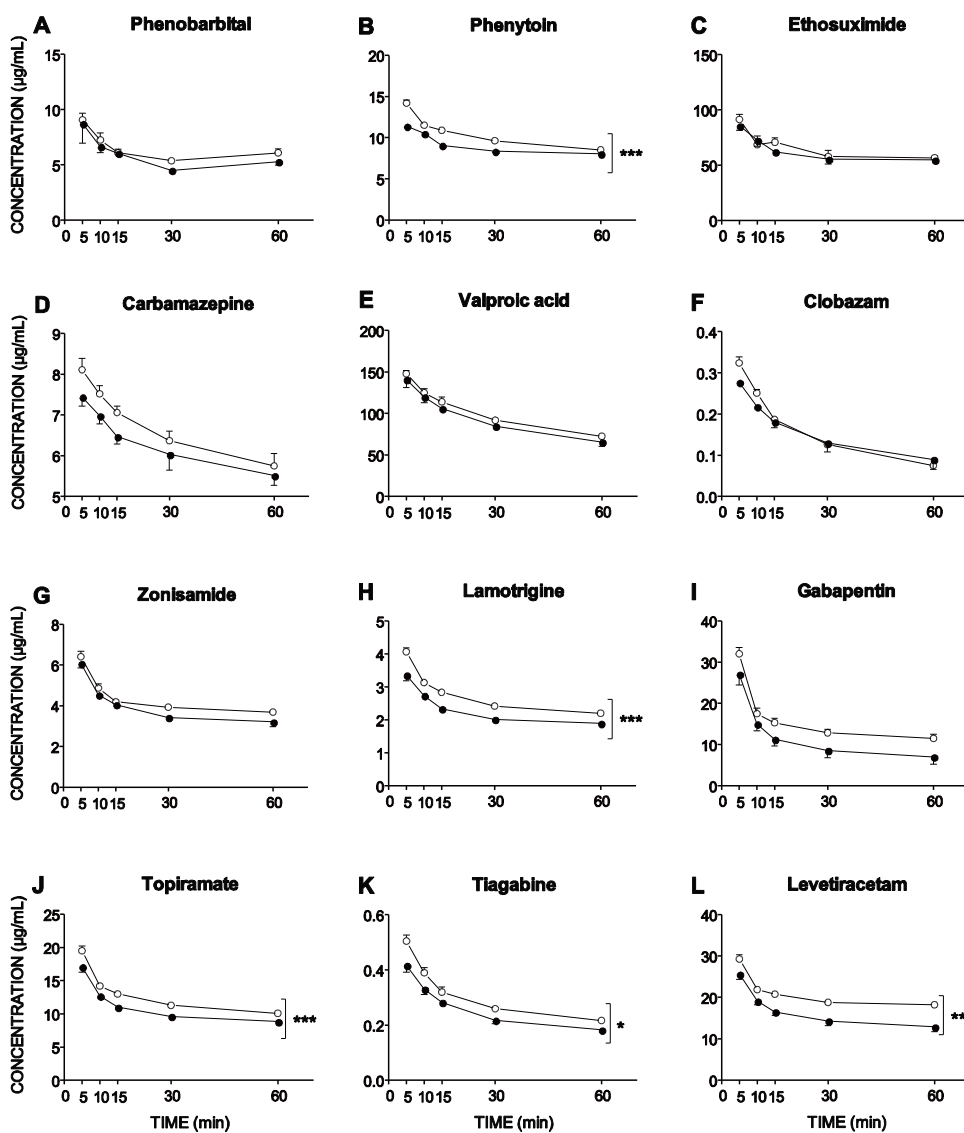 A Phenobarbital
B Phenytoin
C Ethosuximide
CONCENTRATION (µg/mL)
15
10
5
0
0 5 10 15 30 60
20
15
10
5
0
***
0 5 10 15 30 60
150
100
50
0
0 5 10 15 30 60
D Carbamazepine
E Valproic acid
F Clobazam
CONCENTRATION (µg/mL)
9
8
7
6
5
0 5 10 15 30 60
200
150
100
50
0
0 5 10 15 30 60
0.4
0.3
0.2
0.1
0.0
0 5 10 15 30 60
G Zonisamide
H Lamotrigine
I Gabapentin
CONCENTRATION (µg/mL)
8
6
4
2
0
0 5 10 15 30 60
5
4
3
2
1
0
***
0 5 10 15 30 60
40
30
20
10
0
0 5 10 15 30 60
J Topiramate
K Tiagabine
L Levetiracetam
CONCENTRATION (µg/mL)
25
20
15
10
5
0
***
0 5 10 15 30 60
TIME (min)
0.6
0.4
0.2
0.0
*
0 5 10 15 30 60
TIME (min)
40
30
20
10
0
**
0 5 10 15 30 60
TIME (min)